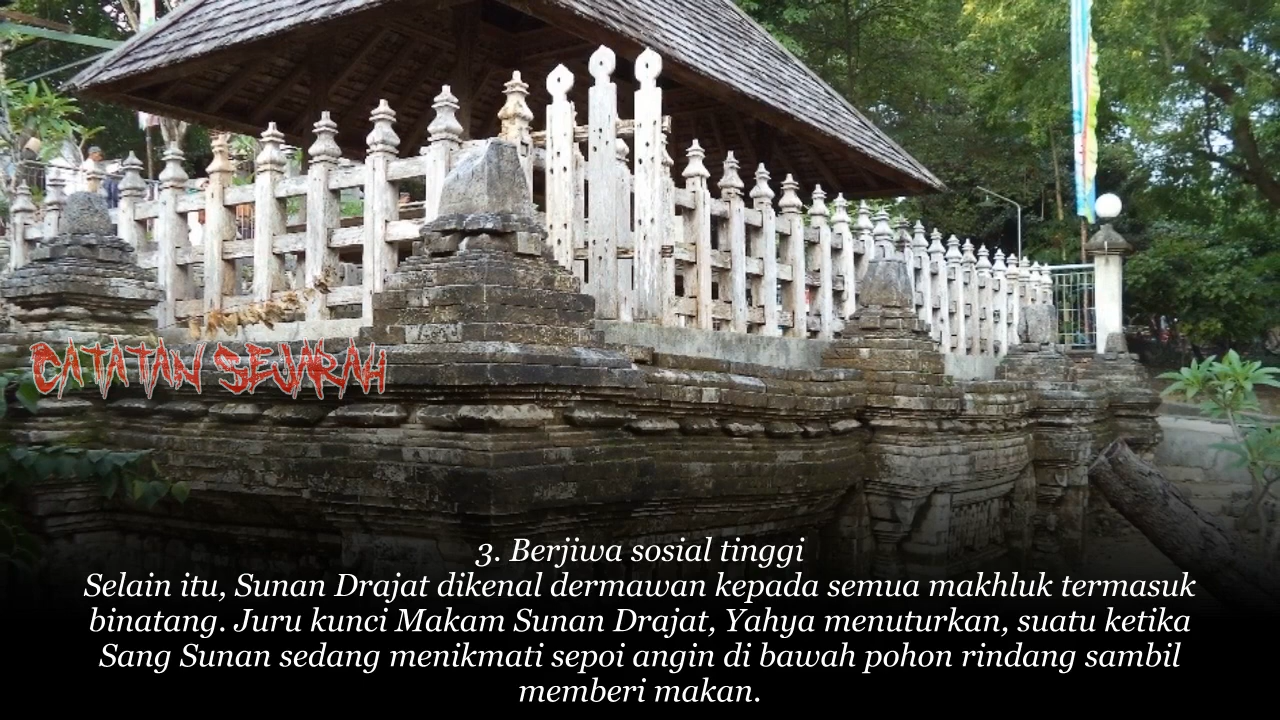 CATATAN SEJARAH
3. Berjiwa sosial tinggi
Selain itu, Sunan Drajat dikenal dermawan kepada semua makhluk termasuk
binatang. Juru kunci Makam Sunan Drajat, Yahya menuturkan, suatu ketika
Sang Sunan sedang menikmati sepoi angin di bawah pohon rindang sambil
memberi makan.